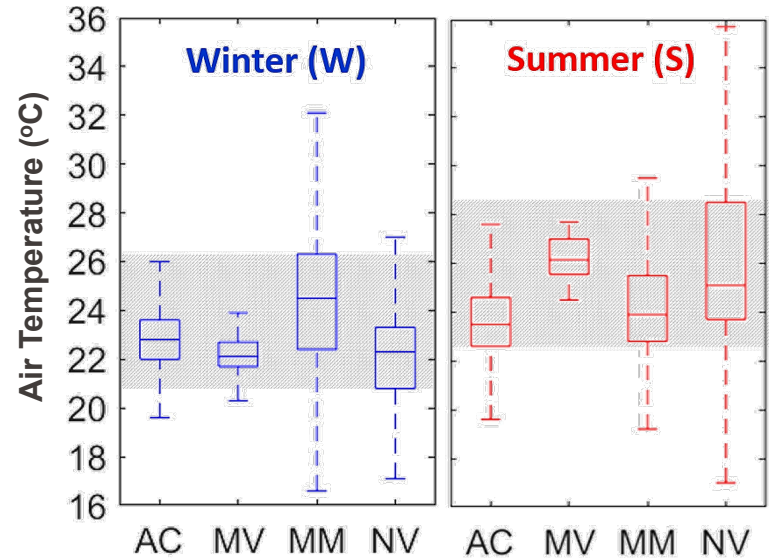 Air Temperature (°C)
36
34
32
30
28
26
24
22
20
18
16
Winter (W)
Summer (S)
AC MV MM NV
AC MV MM NV